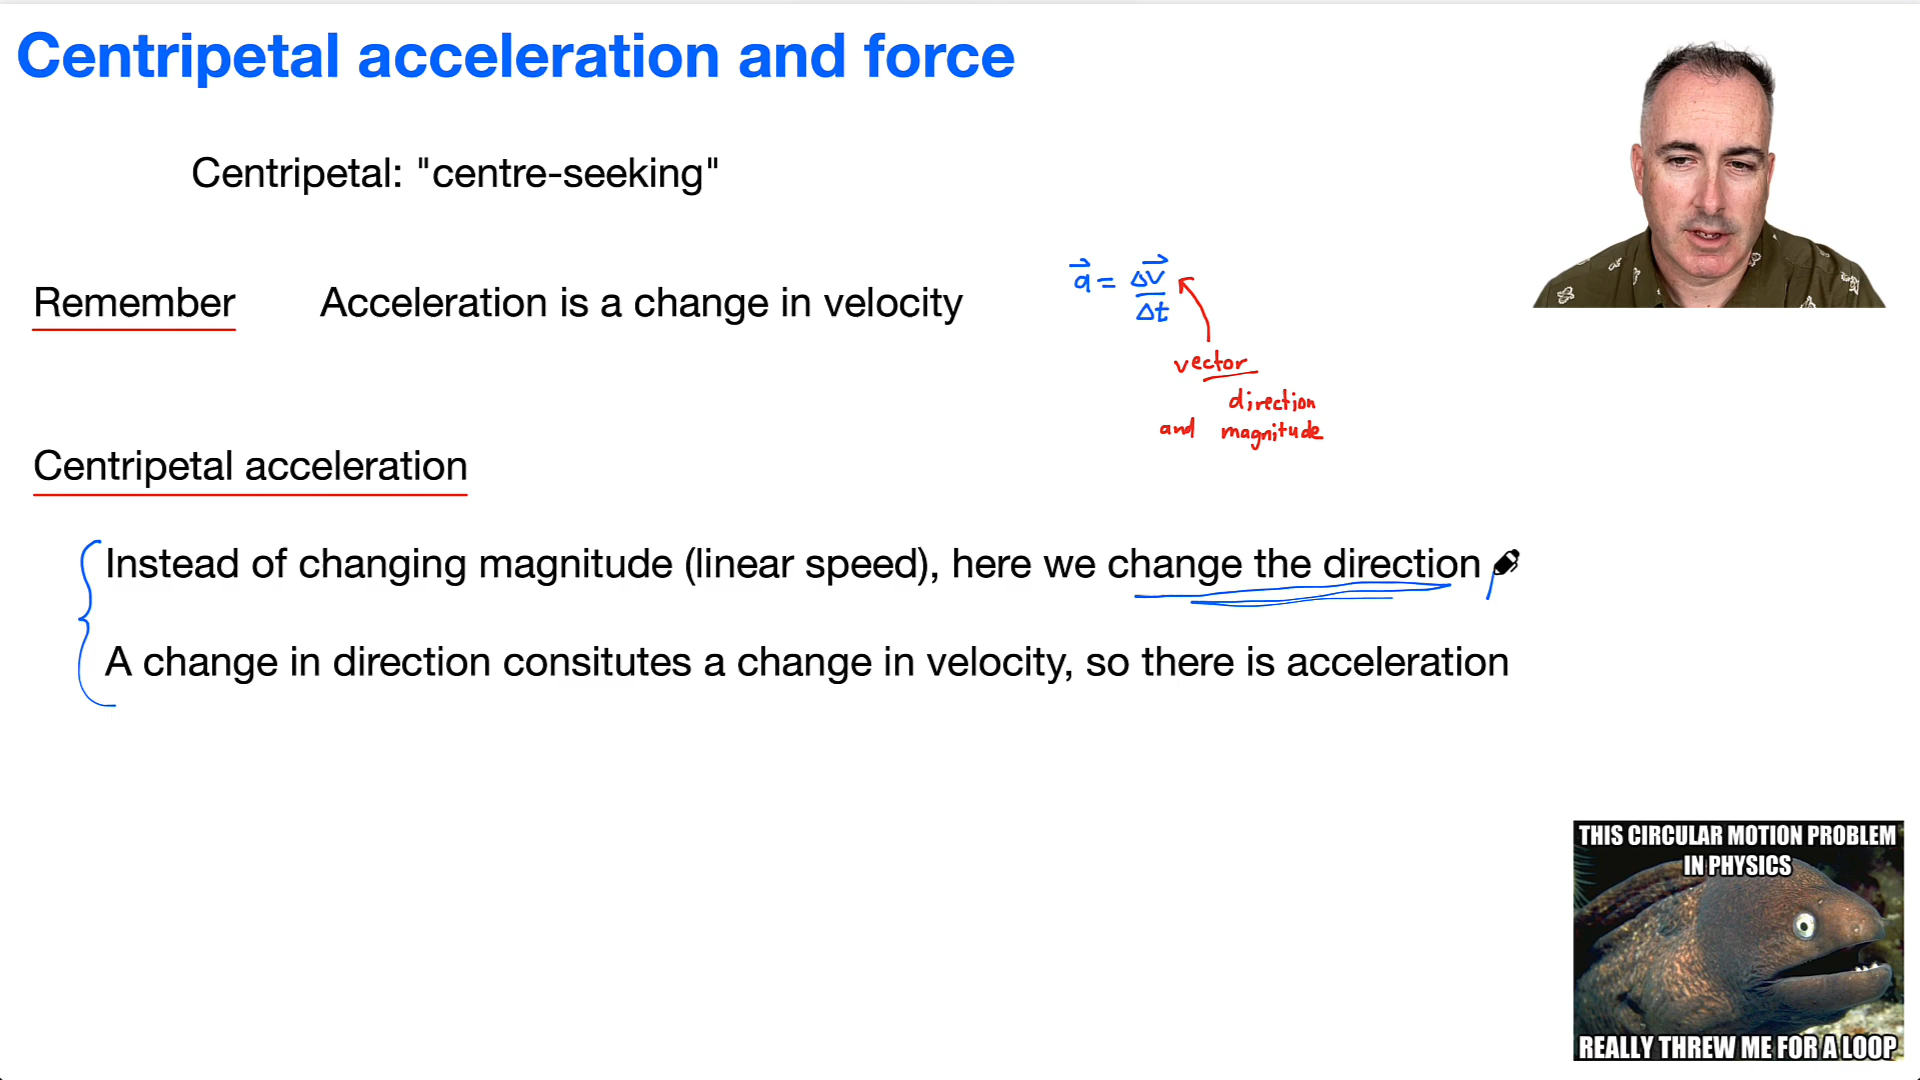 Centripetal acceleration and force
Centripetal: "centre-seeking"
Remember
Acceleration is a change in velocity
a⃗ = Δv⃗ / Δt
vector
direction
and magnitude
Centripetal acceleration
Instead of changing magnitude (linear speed), here we change the direction
A change in direction consitutes a change in velocity, so there is acceleration
THIS CIRCULAR MOTION PROBLEM
IN PHYSICS
REALLY THREW ME FOR A LOOP